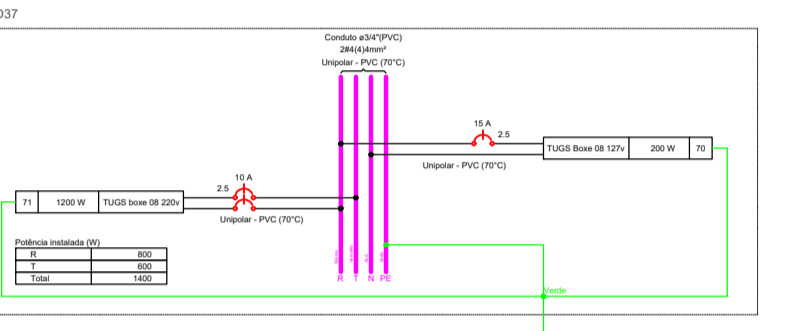 037
Conduto ø3/4"(PVC)
2#4(4)4mm²
Unipolar - PVC (70°C)
15 A
2.5
TUGS Boxe 08 127v 200 W 70
Unipolar - PVC (70°C)
10 A
2.5
71 1200 W TUGS boxe 08 220v
Unipolar - PVC (70°C)
Potência instalada (W)
R 800
T 600
Total 1400
R T N PE
Verde